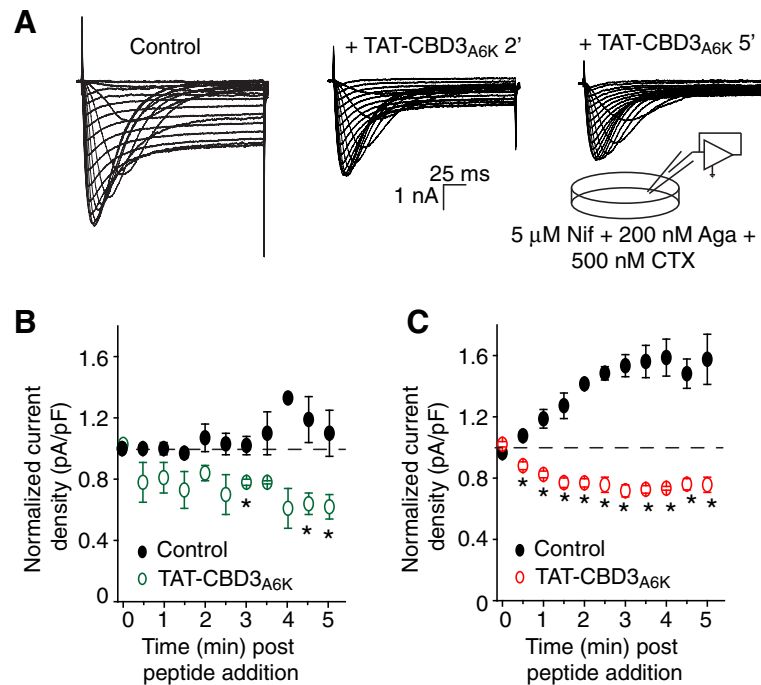 A
Control
+ TAT-CBD3A6K 2’
+ TAT-CBD3A6K 5’
25 ms
1 nA
5 μM Nif + 200 nM Aga +
500 nM CTX
B
Normalized current
density (pA/pF)
1.6
1.2
0.8
0.4
0
* * *
Control
TAT-CBD3A6K
0 1 2 3 4 5
Time (min) post
peptide addition
C
Normalized current
density (pA/pF)
1.6
1.2
0.8
0.4
0
* * * * * * * * * *
Control
TAT-CBD3A6K
0 1 2 3 4 5
Time (min) post
peptide addition